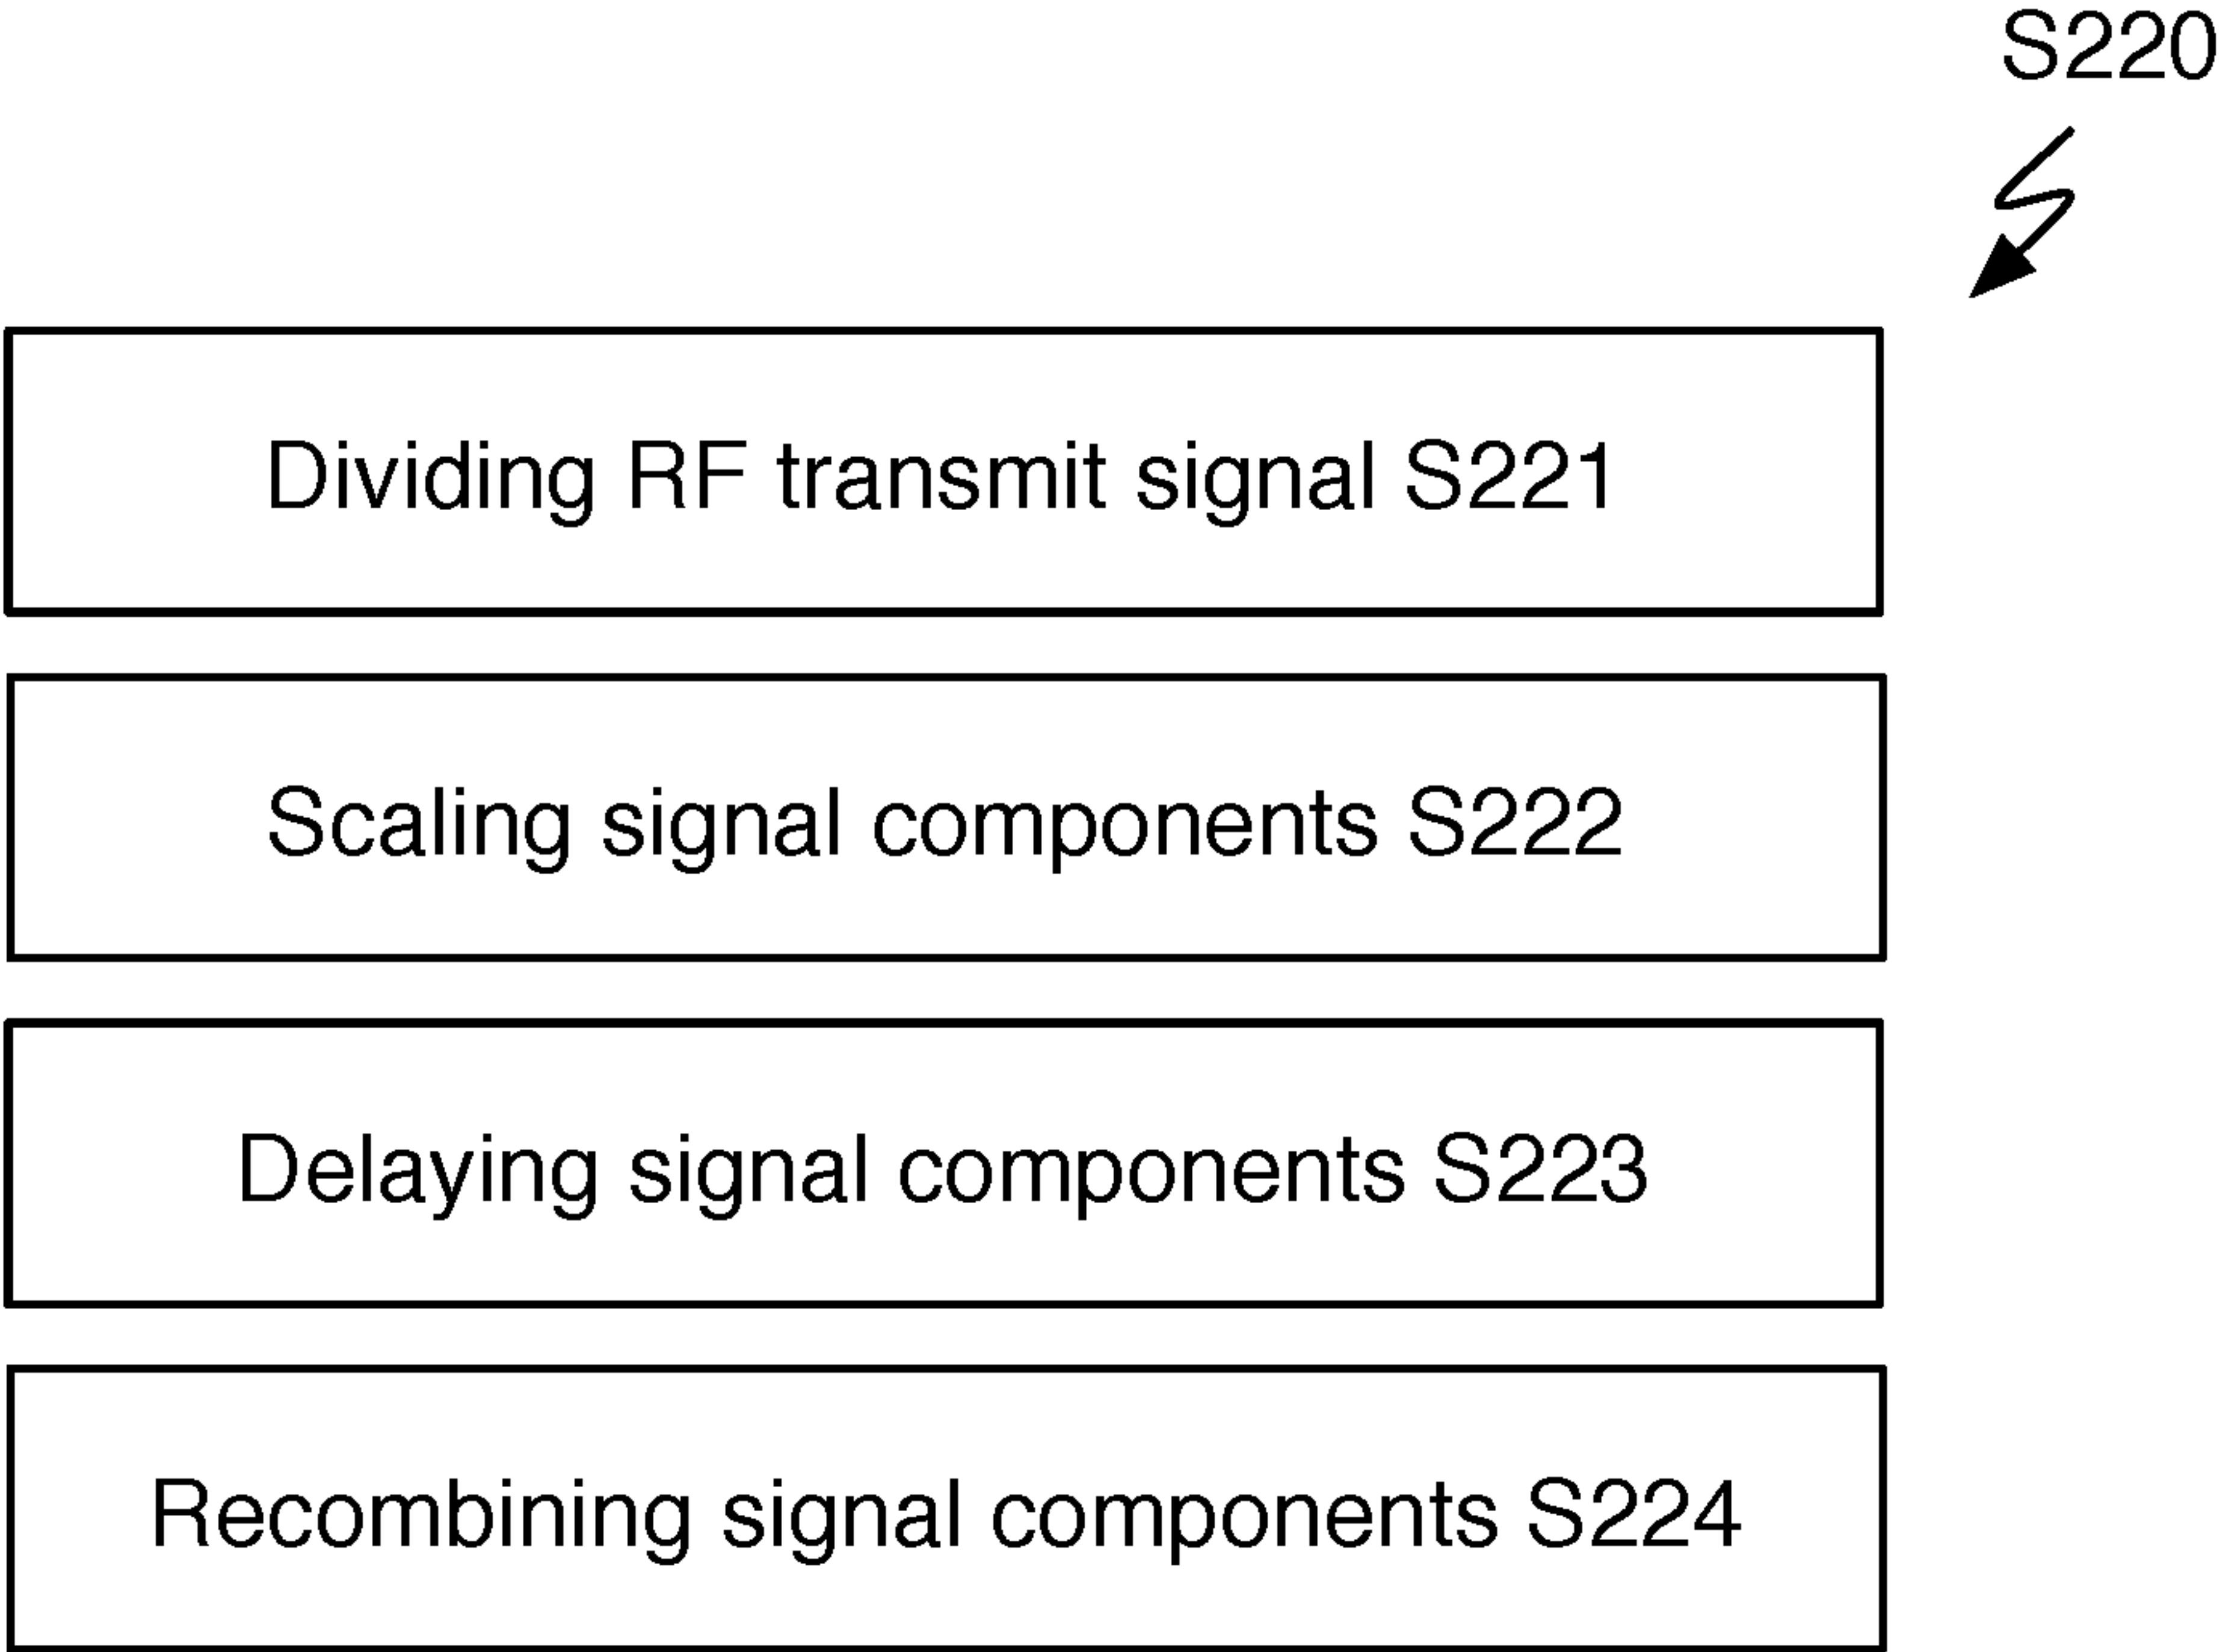 S220
Dividing RF transmit signal S221
Scaling signal components S222
Delaying signal components S223
Recombining signal components S224